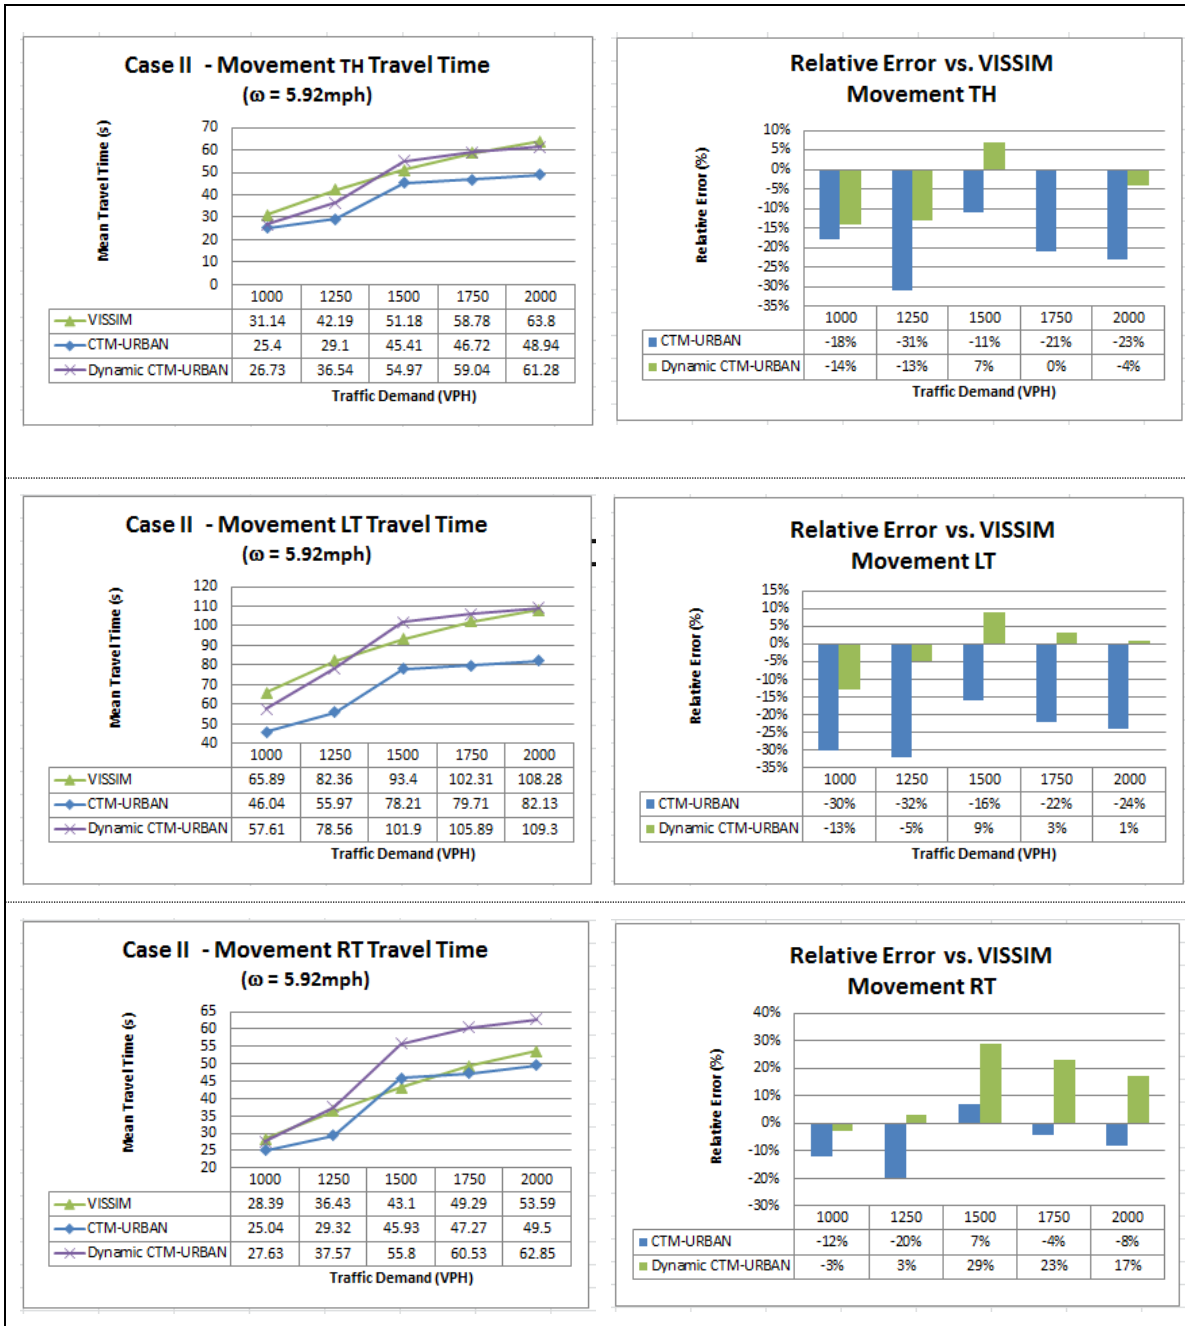 Case II - Movement TH Travel Time
(ω = 5.92mph)
Mean Travel Time (s)
70
60
50
40
30
20
10
0
1000 1250 1500 1750 2000
VISSIM 31.14 42.19 51.18 58.78 63.8
CTM-URBAN 25.4 29.1 45.41 46.72 48.94
Dynamic CTM-URBAN 26.73 36.54 54.97 59.04 61.28
Traffic Demand (VPH)
Relative Error vs. VISSIM
Movement TH
Relative Error (%)
10%
5%
0%
-5%
-10%
-15%
-20%
-25%
-30%
-35%
1000 1250 1500 1750 2000
CTM-URBAN -18% -31% -11% -21% -23%
Dynamic CTM-URBAN -14% -13% 7% 0% -4%
Traffic Demand (VPH)
Case II - Movement LT Travel Time
(ω = 5.92mph)
Mean Travel Time (s)
120
110
100
90
80
70
60
50
40
1000 1250 1500 1750 2000
VISSIM 65.89 82.36 93.4 102.31 108.28
CTM-URBAN 46.04 55.97 78.21 79.71 82.13
Dynamic CTM-URBAN 57.61 78.56 101.9 105.89 109.3
Traffic Demand (VPH)
Relative Error vs. VISSIM
Movement LT
Relative Error (%)
15%
10%
5%
0%
-5%
-10%
-15%
-20%
-25%
-30%
-35%
1000 1250 1500 1750 2000
CTM-URBAN -30% -32% -16% -22% -24%
Dynamic CTM-URBAN -13% -5% 9% 3% 1%
Traffic Demand (VPH)
Case II - Movement RT Travel Time
(ω = 5.92mph)
Mean Travel Time (s)
65
60
55
50
45
40
35
30
25
20
1000 1250 1500 1750 2000
VISSIM 28.39 36.43 43.1 49.29 53.59
CTM-URBAN 25.04 29.32 45.93 47.27 49.5
Dynamic CTM-URBAN 27.63 37.57 55.8 60.53 62.85
Traffic Demand (VPH)
Relative Error vs. VISSIM
Movement RT
Relative Error (%)
40%
30%
20%
10%
0%
-10%
-20%
-30%
1000 1250 1500 1750 2000
CTM-URBAN -12% -20% 7% -4% -8%
Dynamic CTM-URBAN -3% 3% 29% 23% 17%
Traffic Demand (VPH)